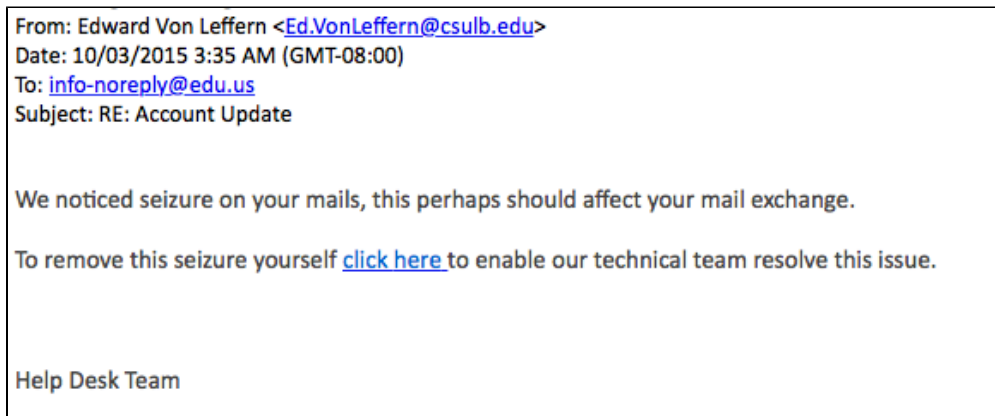 From: Edward Von Leffern <Ed.VonLeffern@csulb.edu>
Date: 10/03/2015 3:35 AM (GMT-08:00)
To: info-noreply@edu.us
Subject: RE: Account Update
We noticed seizure on your mails, this perhaps should affect your mail exchange.
To remove this seizure yourself click here to enable our technical team resolve this issue.
Help Desk Team